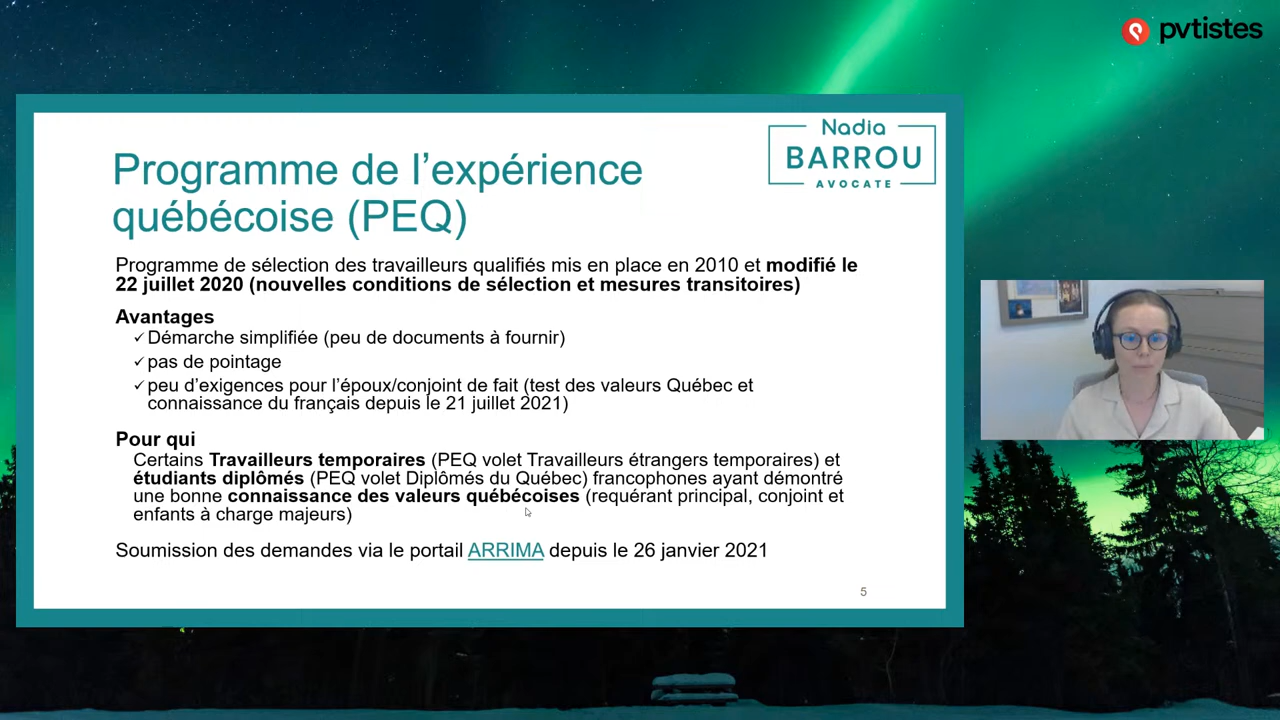 pvtistes
Nadia
BARROU
AVOCATE
Programme de l’expérience
québécoise (PEQ)
Programme de sélection des travailleurs qualifiés mis en place en 2010 et modifié le
22 juillet 2020 (nouvelles conditions de sélection et mesures transitoires)
Avantages
✓ Démarche simplifiée (peu de documents à fournir)
✓ pas de pointage
✓ peu d’exigences pour l’époux/conjoint de fait (test des valeurs Québec et
connaissance du français depuis le 21 juillet 2021)
Pour qui
Certains Travailleurs temporaires (PEQ volet Travailleurs étrangers temporaires) et
étudiants diplômés (PEQ volet Diplômés du Québec) francophones ayant démontré
une bonne connaissance des valeurs québécoises (requérant principal, conjoint et
enfants à charge majeurs)
Soumission des demandes via le portail ARRIMA depuis le 26 janvier 2021
5